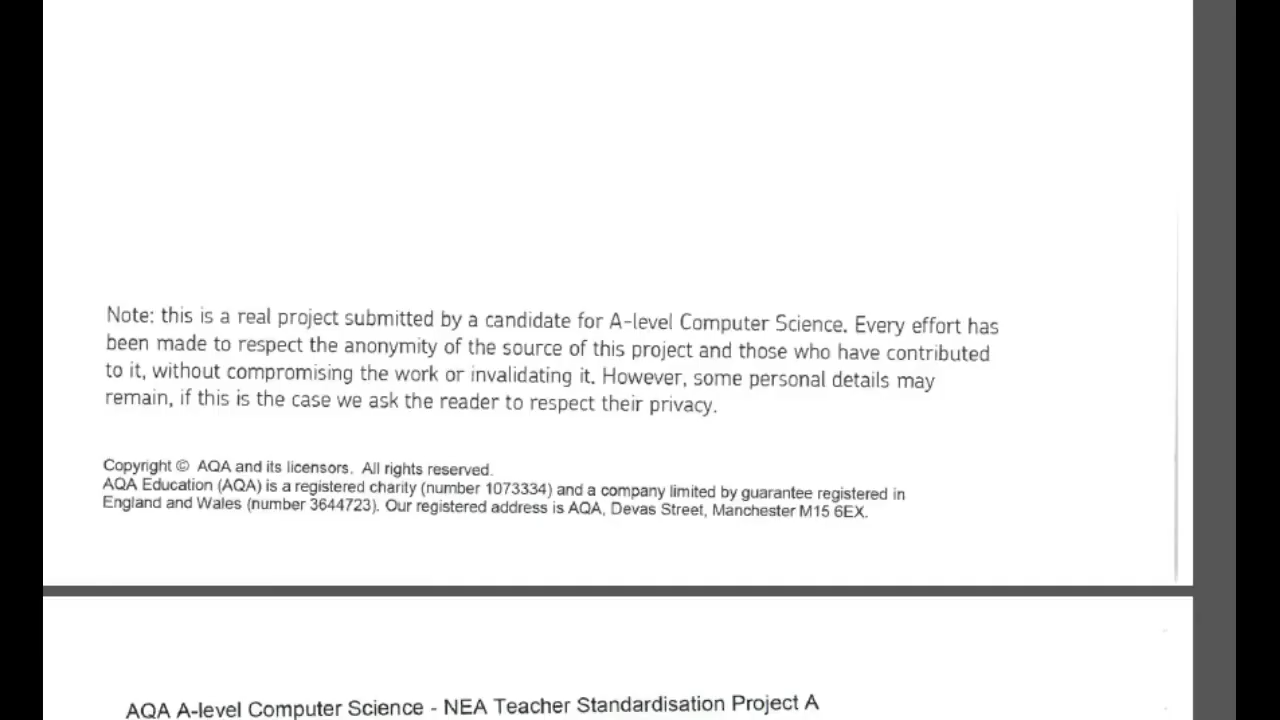 Note: this is a real project submitted by a candidate for A-level Computer Science. Every effort has
been made to respect the anonymity of the source of this project and those who have contributed
to it, without compromising the work or invalidating it. However, some personal details may
remain, if this is the case we ask the reader to respect their privacy.
Copyright © AQA and its licensors. All rights reserved.
AQA Education (AQA) is a registered charity (number 1073334) and a company limited by guarantee registered in
England and Wales (number 3644723). Our registered address is AQA, Devas Street, Manchester M15 6EX.
AQA A-level Computer Science - NEA Teacher Standardisation Project A